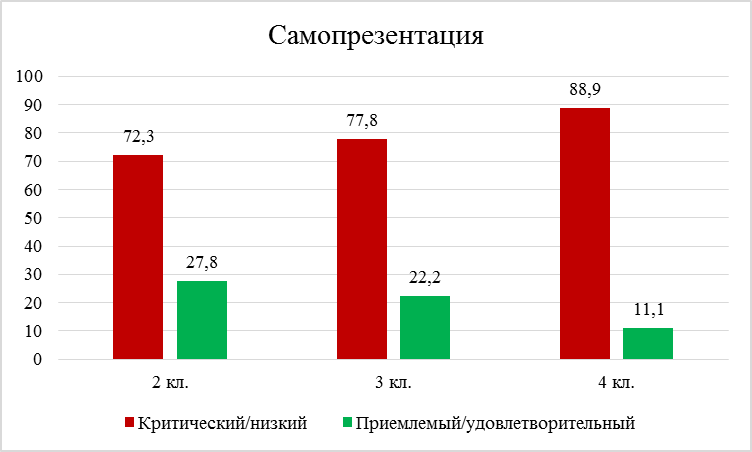 Самопрезентация
100
90
80
70
60
50
40
30
20
10
0
72,3
27,8
77,8
22,2
88,9
11,1
2 кл.
3 кл.
4 кл.
Критический/низкий
Приемлемый/удовлетворительный